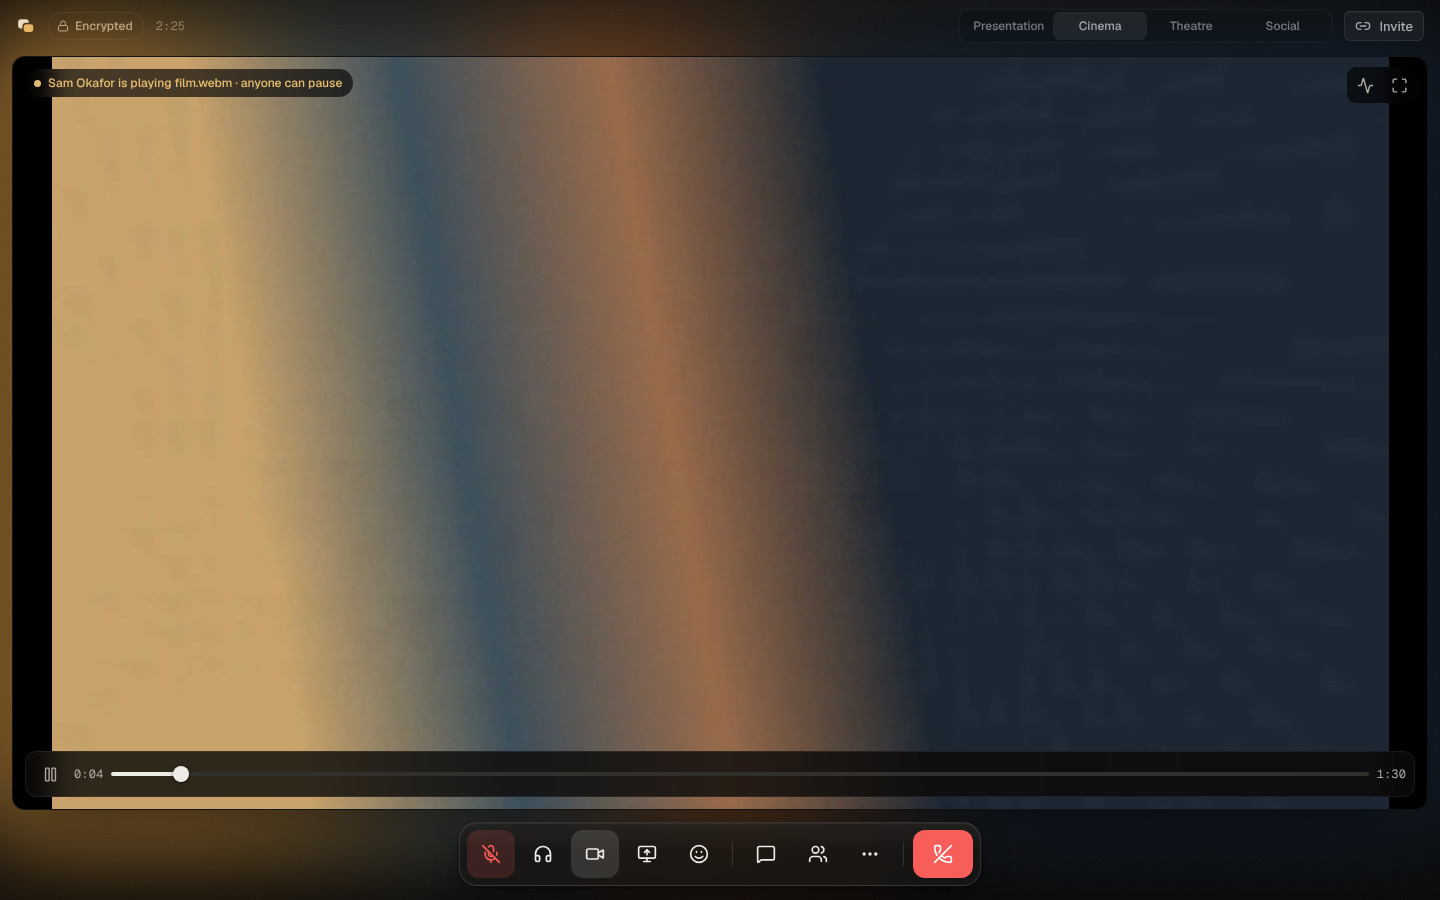 Encrypted
2:25
Presentation
Cinema
Theatre
Social
Invite
Sam Okafor is playing film.webm · anyone can pause
0:04
1:30